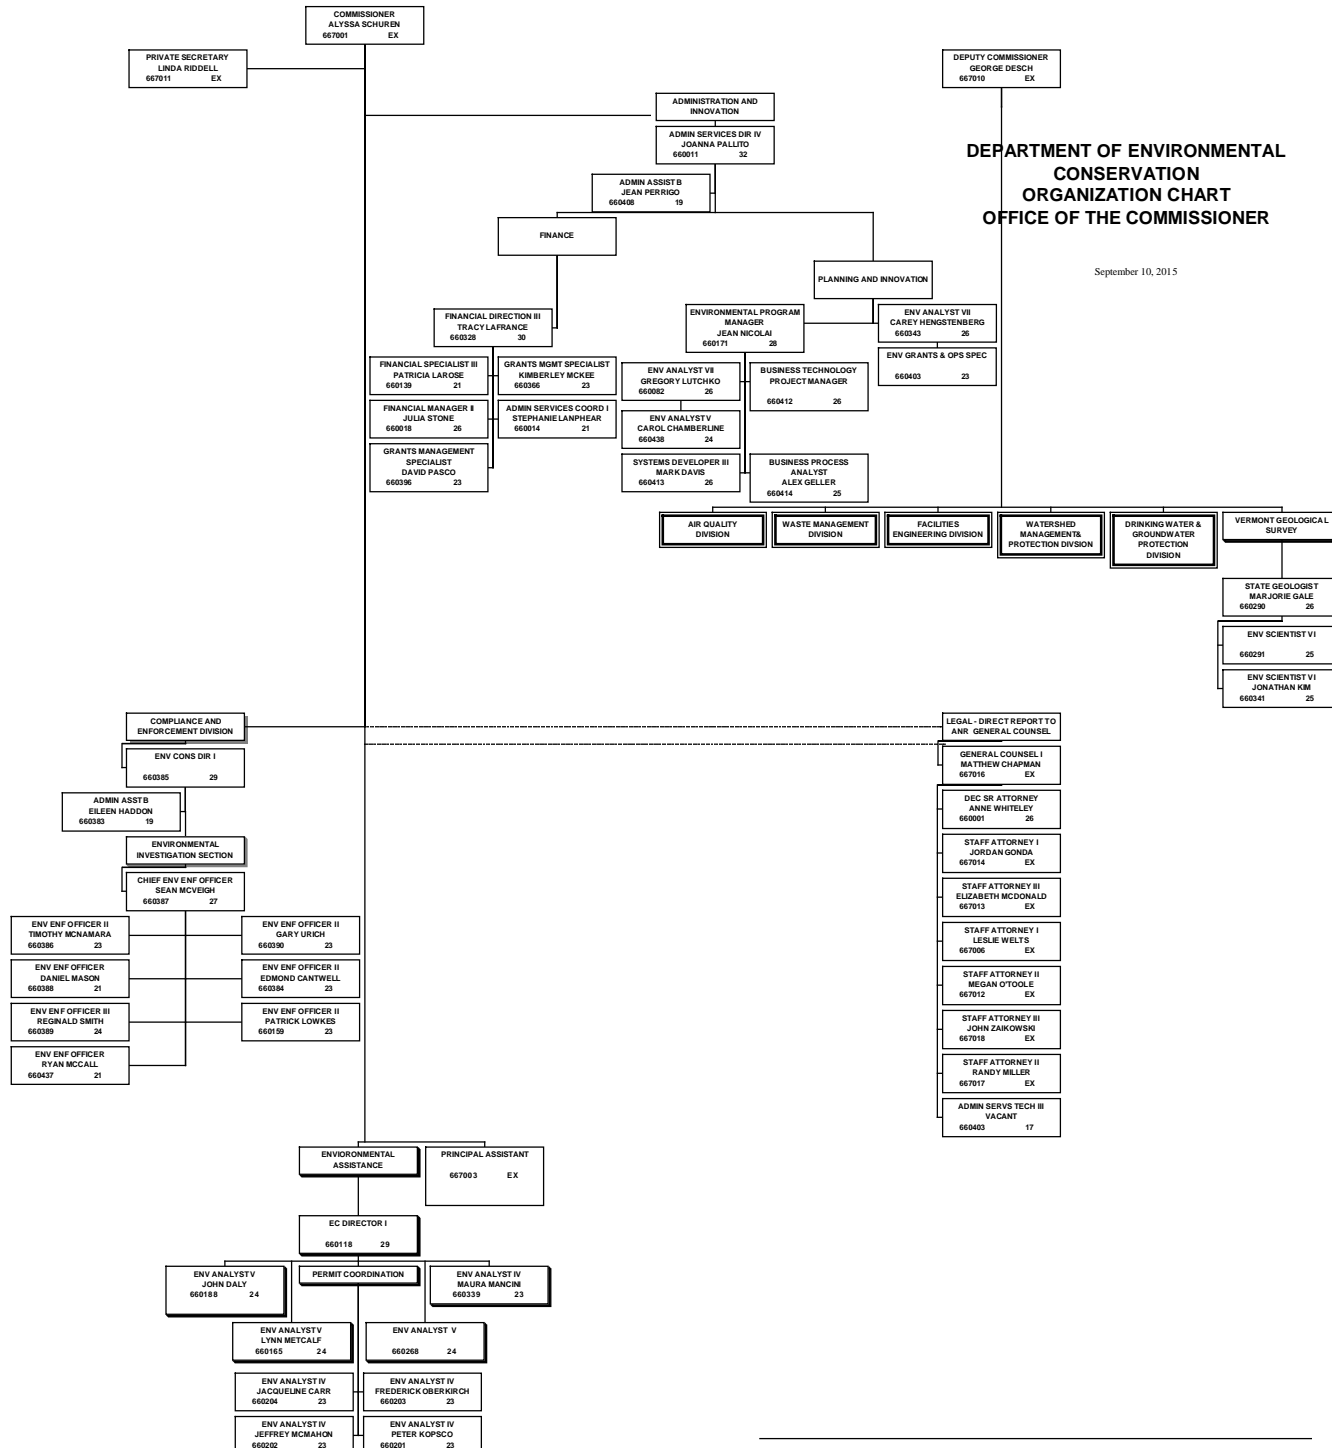 COMMISSIONER
ALYSSA SCHUREN
667001 EX
PRIVATE SECRETARY
LINDA RIDDELL
667011 EX
DEPUTY COMMISSIONER
GEORGE DESCH
667010 EX
DEPARTMENT OF ENVIRONMENTAL
CONSERVATION
ORGANIZATION CHART
OFFICE OF THE COMMISSIONER
September 10, 2015
ADMINISTRATION AND
INNOVATION
ADMIN SERVICES DIR IV
JOANNA PALLITO
660011 32
ADMIN ASSIST B
JEAN PERRIGO
660408 19
FINANCE
PLANNING AND INNOVATION
FINANCIAL DIRECTION III
TRACY LAFRANCE
660328 30
FINANCIAL SPECIALIST III
PATRICIA LAROSE
660139 21
GRANTS MGMT SPECIALIST
KIMBERLEY MCKEE
660366 23
FINANCIAL MANAGER II
JULIA STONE
660018 26
ADMIN SERVICES COORD I
STEPHANIE LANPHEAR
660014 21
GRANTS MANAGEMENT
SPECIALIST
DAVID PASCO
660396 23
ENVIRONMENTAL PROGRAM
MANAGER
JEAN NICOLAI
660171 28
ENV ANALYST VII
CAREY HENGSTENBERG
660343 26
ENV GRANTS & OPS SPEC
660403 23
ENV ANALYST VII
GREGORY LUTCHKO
660082 26
BUSINESS TECHNOLOGY
PROJECT MANAGER
660412 26
ENV ANALYST V
CAROL CHAMBERLINE
660438 24
SYSTEMS DEVELOPER III
MARK DAVIS
660413 26
BUSINESS PROCESS
ANALYST
ALEX GELLER
660414 25
AIR QUALITY
DIVISION
WASTE MANAGEMENT
DIVISION
FACILITIES
ENGINEERING DIVISION
WATERSHED
MANAGEMENT&
PROTECTION DIVSION
DRINKING WATER &
GROUNDWATER
PROTECTION
DIVISION
VERMONT GEOLOGICAL
SURVEY
STATE GEOLOGIST
MARJORIE GALE
660290 26
ENV SCIENTIST VI
660291 25
ENV SCIENTIST VI
JONATHAN KIM
660341 25
COMPLIANCE AND
ENFORCEMENT DIVISION
ENV CONS DIR I
660385 29
ADMIN ASST B
EILEEN HADDON
660383 19
ENVIRONMENTAL
INVESTIGATION SECTION
CHIEF ENV ENF OFFICER
SEAN MCVEIGH
660387 27
ENV ENF OFFICER II
TIMOTHY MCNAMARA
660386 23
ENV ENF OFFICER II
GARY URICH
660390 23
ENV ENF OFFICER
DANIEL MASON
660388 21
ENV ENF OFFICER II
EDMOND CANTWELL
660384 23
ENV ENF OFFICER III
REGINALD SMITH
660389 24
ENV ENF OFFICER II
PATRICK LOWKES
660159 23
ENV ENF OFFICER
RYAN MCCALL
660437 21
LEGAL - DIRECT REPORT TO
ANR GENERAL COUNSEL
GENERAL COUNSEL I
MATTHEW CHAPMAN
667016 EX
DEC SR ATTORNEY
ANNE WHITELEY
660001 26
STAFF ATTORNEY I
JORDAN GONDA
667014 EX
STAFF ATTORNEY III
ELIZABETH MCDONALD
667013 EX
STAFF ATTORNEY I
LESLIE WELTS
667006 EX
STAFF ATTORNEY II
MEGAN O'TOOLE
667012 EX
STAFF ATTORNEY III
JOHN ZAIKOWSKI
667018 EX
STAFF ATTORNEY II
RANDY MILLER
667017 EX
ADMIN SERVS TECH III
VACANT
660403 17
ENVIORONMENTAL
ASSISTANCE
PRINCIPAL ASSISTANT
667003 EX
EC DIRECTOR I
660118 29
ENV ANALYST V
JOHN DALY
660188 24
PERMIT COORDINATION
ENV ANALYST IV
MAURA MANCINI
660339 23
ENV ANALYST V
LYNN METCALF
660165 24
ENV ANALYST V
660268 24
ENV ANALYST IV
JACQUELINE CARR
660204 23
ENV ANALYST IV
FREDERICK OBERKIRCH
660203 23
ENV ANALYST IV
JEFFREY MCMAHON
660202 23
ENV ANALYST IV
PETER KOPSCO
660201 23